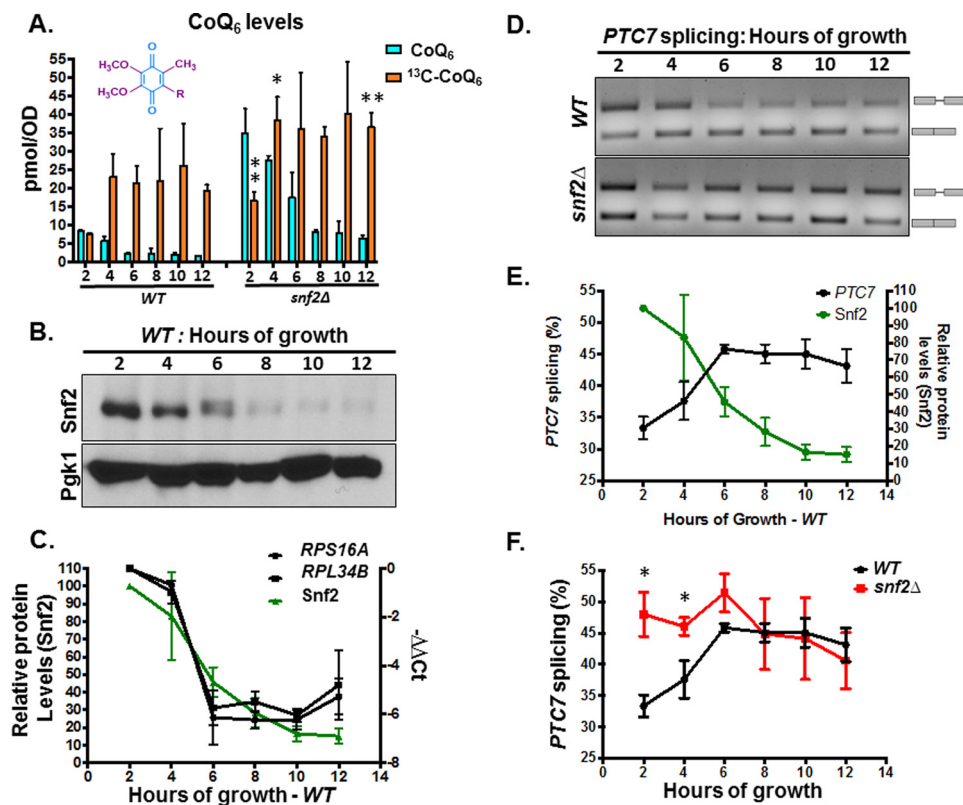 A.
CoQ6 levels
CoQ6
13C-CoQ6
O
H3CO
CH3
H3CO
R
O
pmol/OD
55
50
45
40
35
30
25
20
15
10
5
0
*
**
**
2 4 6 8 10 12 2 4 6 8 10 12
WT snf2Δ
B.
WT : Hours of growth
2 4 6 8 10 12
Snf2
Pgk1
C.
RPS16A
RPL34B
Snf2
Relative protein
Levels (Snf2)
110
100
90
80
70
60
50
40
30
20
10
0
0
-2
-4
-6
-8
-ΔΔCt
0 2 4 6 8 10 12 14
Hours of growth - WT
D.
PTC7 splicing: Hours of growth
2 4 6 8 10 12
WT
snf2Δ
E.
PTC7
Snf2
PTC7 splicing (%)
55
50
45
40
35
30
25
100
90
80
70
60
50
40
30
20
10
0
Relative protein
levels (Snf2)
0 2 4 6 8 10 12 14
Hours of Growth - WT
F.
WT
snf2Δ
PTC7 splicing (%)
55
50
45
40
35
30
25
*
*
0 2 4 6 8 10 12 14
Hours of growth